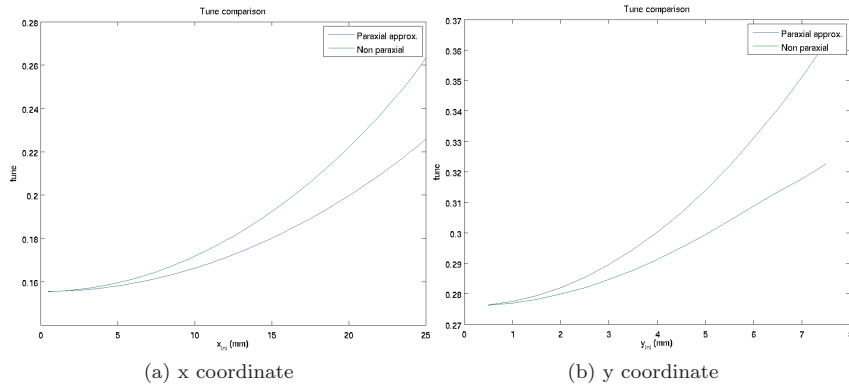 Tune comparison
Paraxial approx.
Non paraxial
0.28
0.26
0.24
0.22
0.2
0.18
0.16
tune
0 5 10 15 20 25
x_ini (mm)
(a) x coordinate
Tune comparison
Paraxial approx.
Non paraxial
0.37
0.36
0.35
0.34
0.33
0.32
0.31
0.3
0.29
0.28
0.27
tune
0 1 2 3 4 5 6 7 8
y_ini (mm)
(b) y coordinate